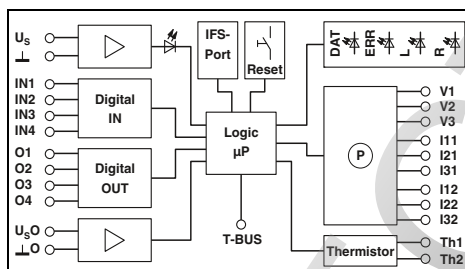 US
⊥
IN1
IN2
IN3
IN4
Digital
IN
O1
O2
O3
O4
Digital
OUT
USO
⊥O
IFS-
Port
Reset
Logic
µP
T-BUS
DAT
ERR
L
R
P
V1
V2
V3
I11
I21
I31
I12
I22
I32
Thermistor
Th1
Th2